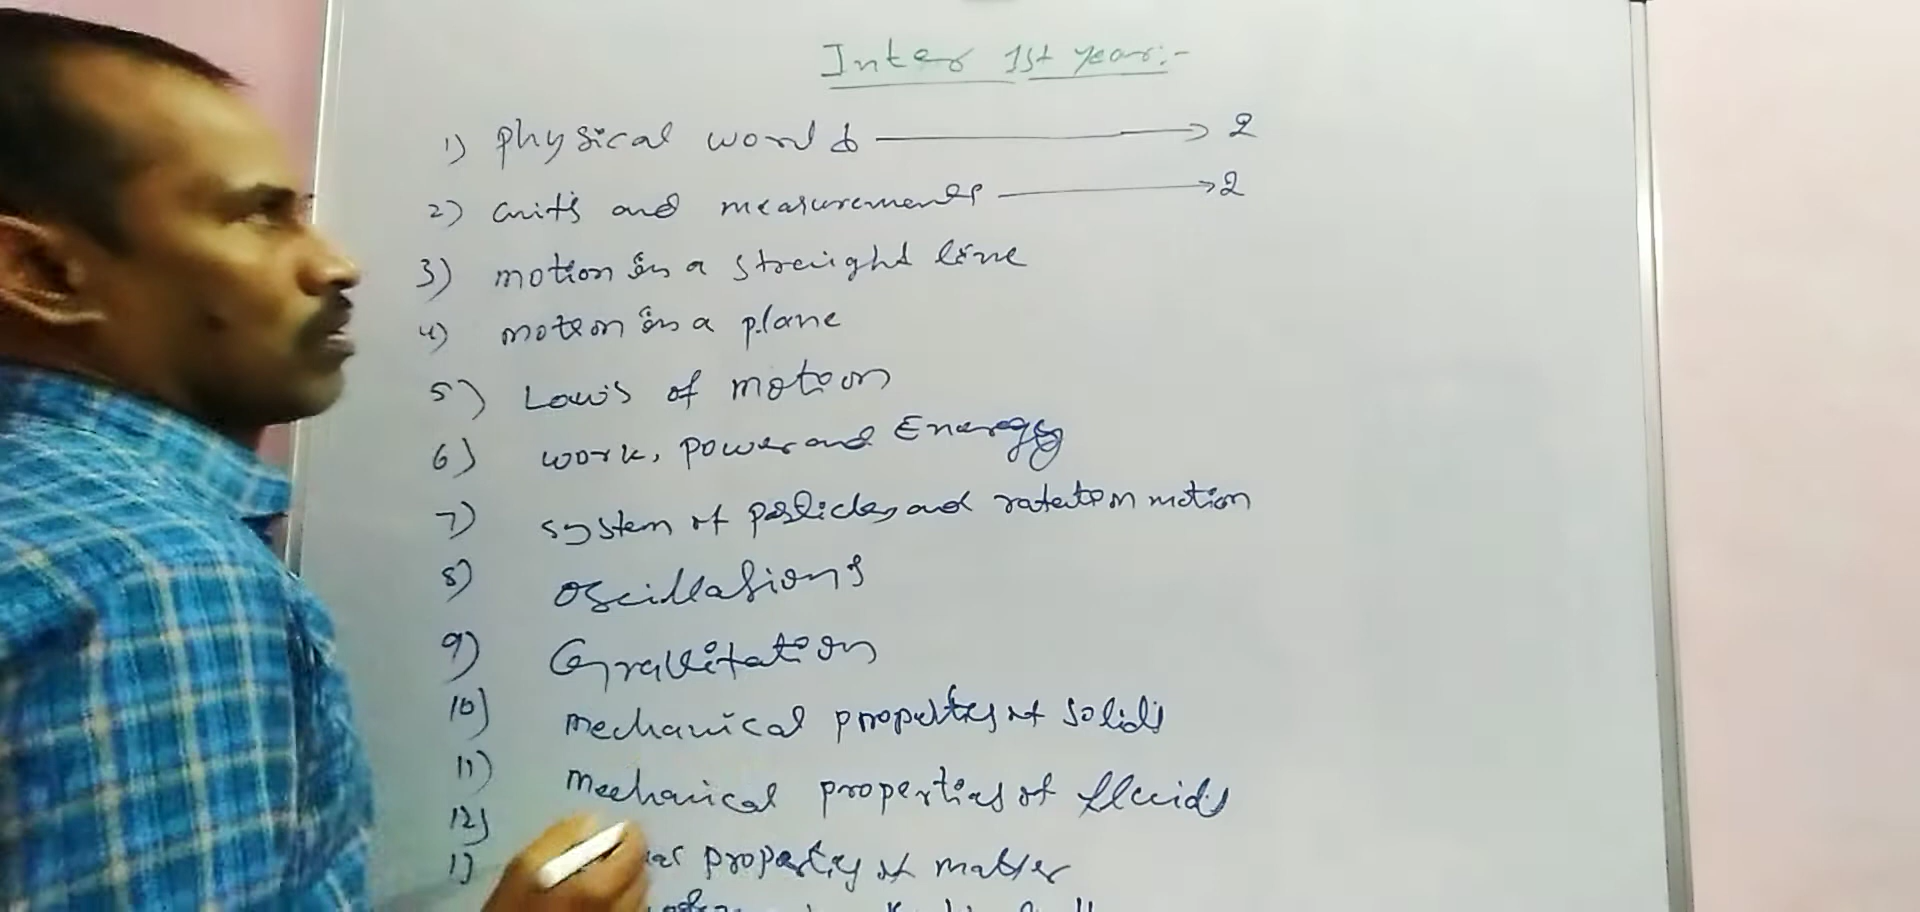 Inter 1st year:-
1) physical world → 2
2) units and measurements → 2
3) motion in a straight line
4) motion in a plane
5) Laws of motion
6) work, power and Energy
7) system of particles and rotation motion
8) oscillations
9) Gravitation
10) mechanical properties of solids
11) mechanical properties of fluids
12)
1) property of matter